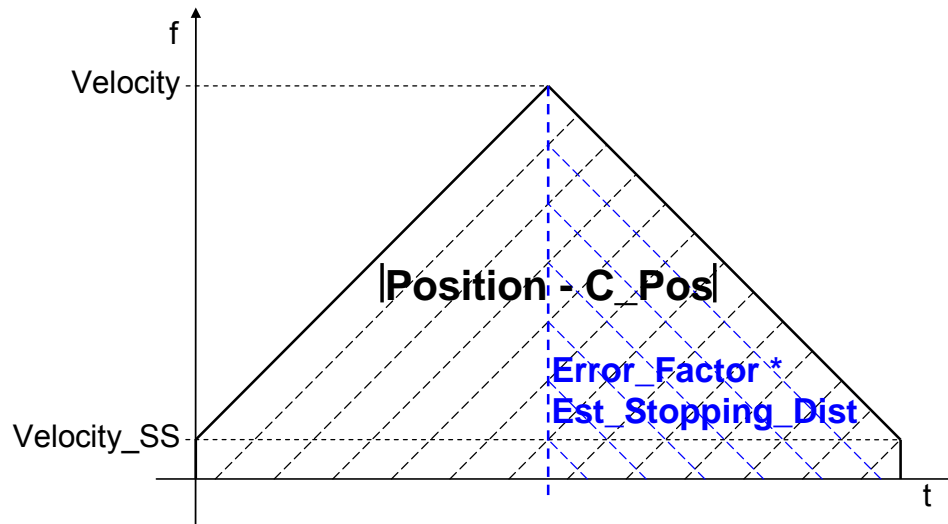 f
Velocity
|Position - C_Pos|
Error_Factor *
Est_Stopping_Dist
Velocity_SS
t